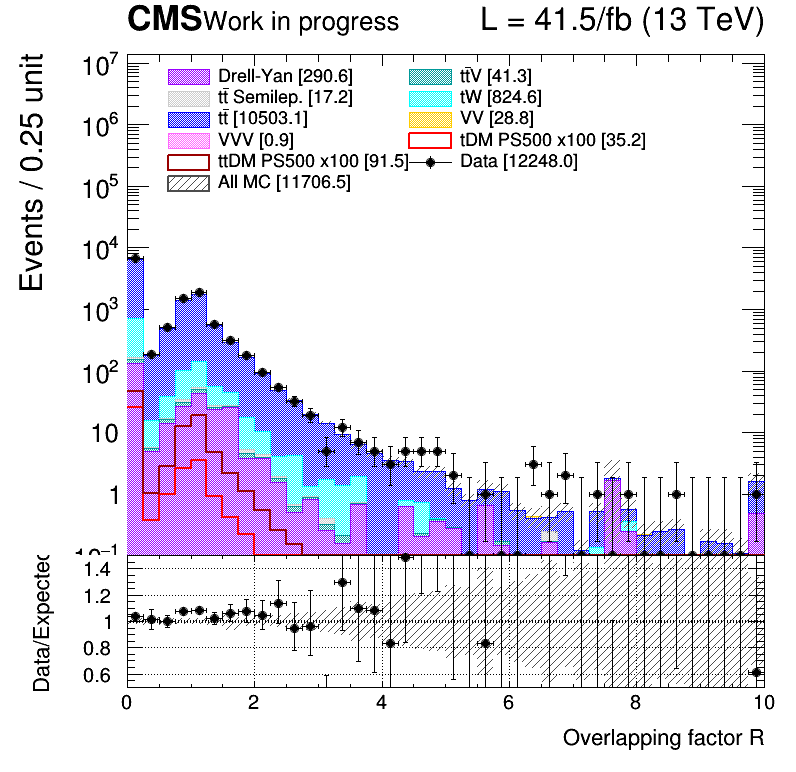 CMS Work in progress L = 41.5/fb (13 TeV)
Events / 0.25 unit
Drell-Yan [290.6] tt̄V [41.3]
tt̄ Semilep. [17.2] tW [824.6]
tt̄ [10503.1] VV [28.8]
VVV [0.9] tDM PS500 x100 [35.2]
ttDM PS500 x100 [91.5] Data [12248.0]
All MC [11706.5]
10⁷
10⁶
10⁵
10⁴
10³
10²
10
1
10⁻¹
Data/Expected
1.4
1.2
1
0.8
0.6
0 2 4 6 8 10
Overlapping factor R